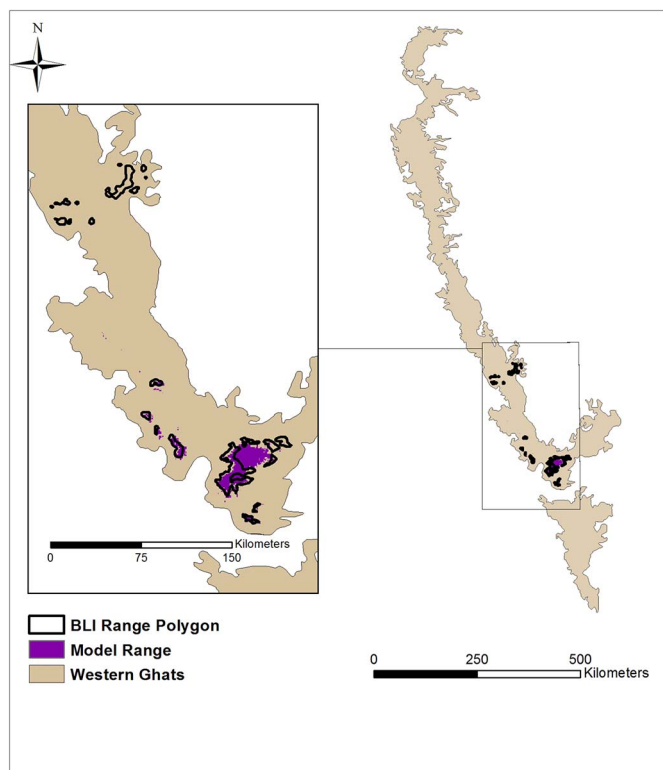 N
0 75 150 Kilometers
BLI Range Polygon
Model Range
Western Ghats
0 250 500 Kilometers